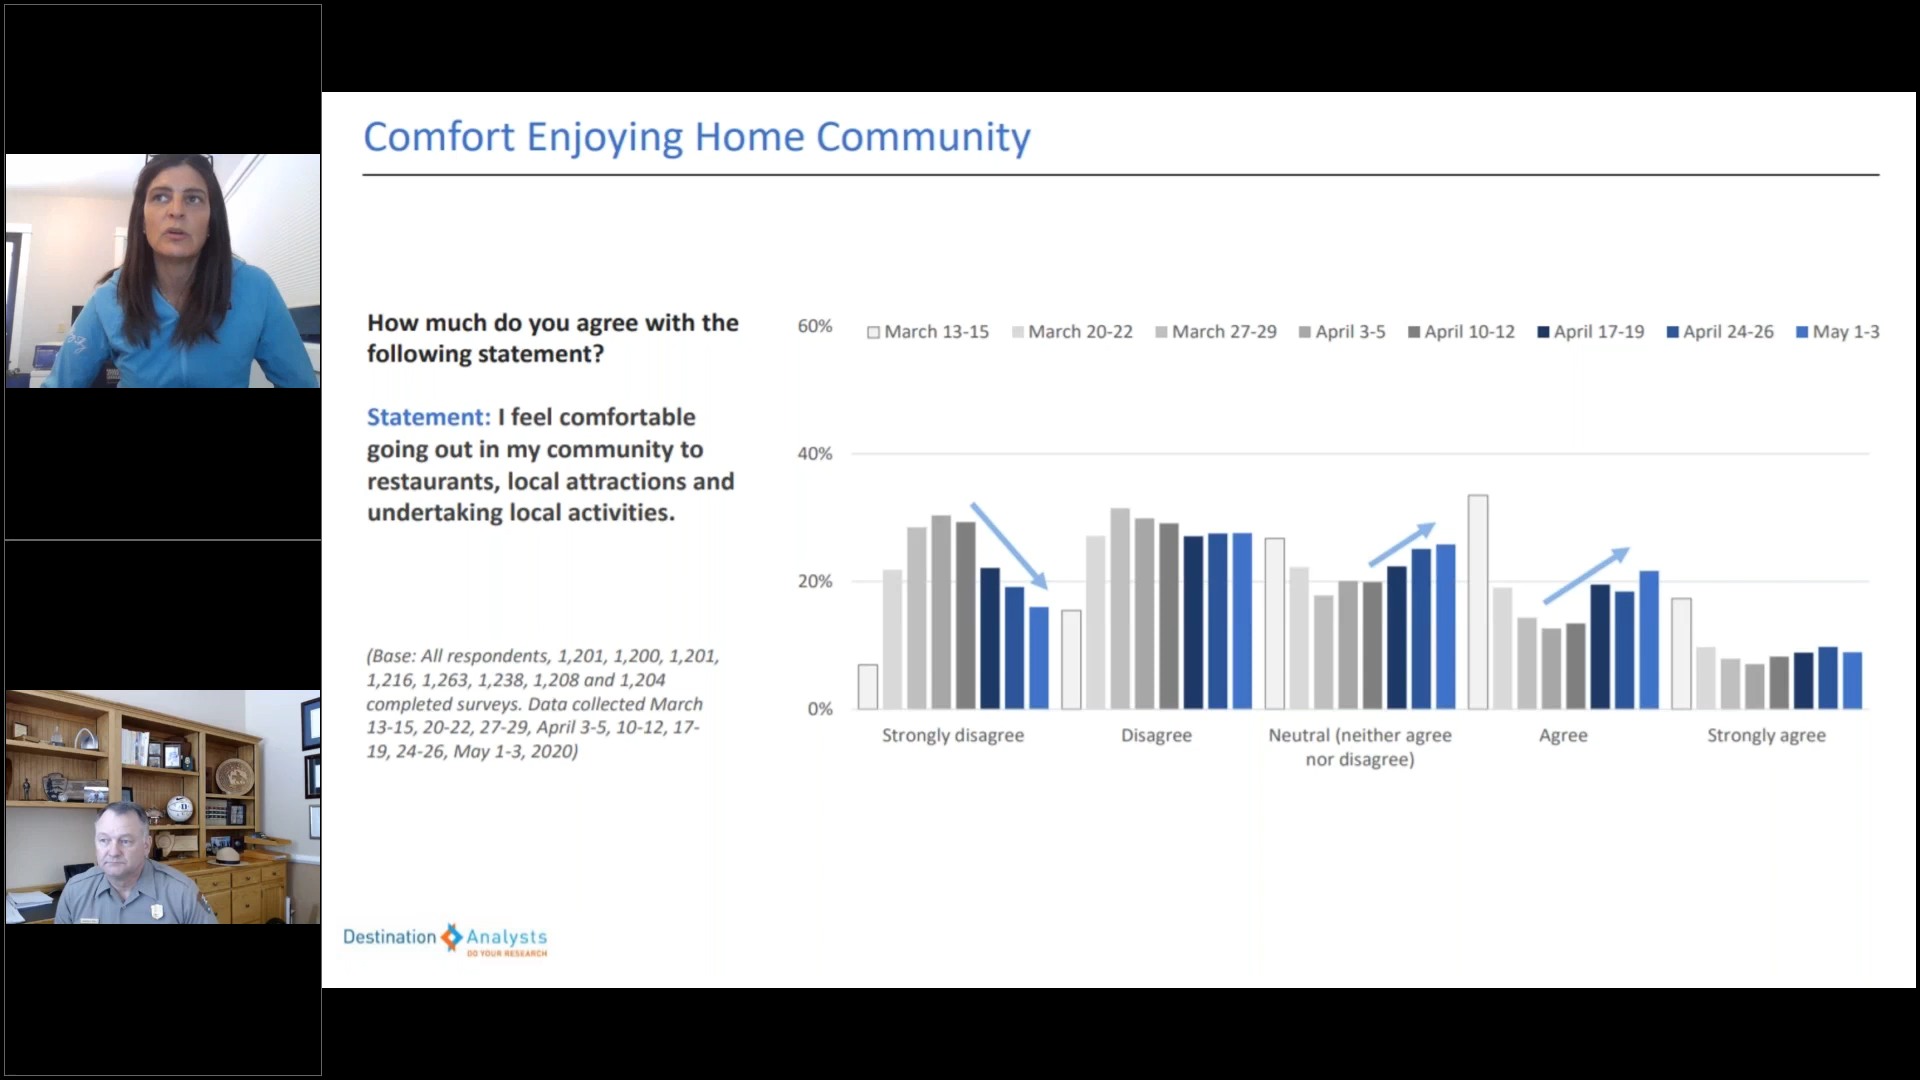 Comfort Enjoying Home Community
How much do you agree with the
following statement?
Statement: I feel comfortable
going out in my community to
restaurants, local attractions and
undertaking local activities.
(Base: All respondents, 1,201, 1,200, 1,201,
1,216, 1,263, 1,238, 1,208 and 1,204
completed surveys. Data collected March
13-15, 20-22, 27-29, April 3-5, 10-12, 17-
19, 24-26, May 1-3, 2020)
60%
March 13-15 March 20-22 March 27-29 April 3-5 April 10-12 April 17-19 April 24-26 May 1-3
40%
20%
0%
Strongly disagree Disagree Neutral (neither agree Agree Strongly agree
nor disagree)
Destination Analysts
DO YOUR RESEARCH